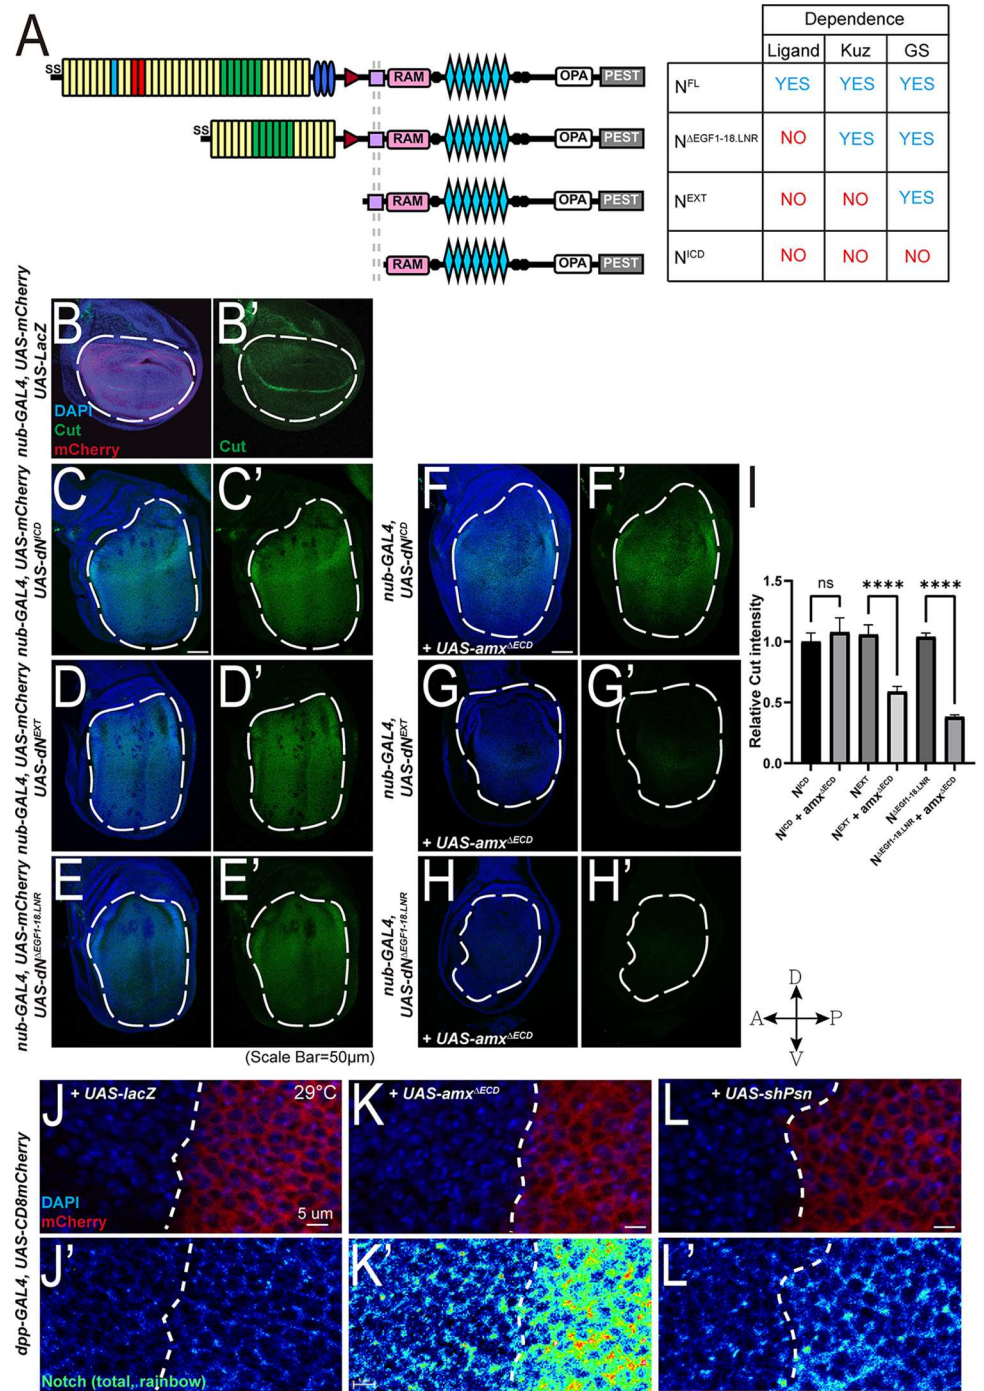 A
Dependence
Ligand Kuz GS
N^FL YES YES YES
N^ΔEGF1-18.LNR NO YES YES
N^EXT NO NO YES
N^ICD NO NO NO
SS RAM OPA PEST
SS RAM OPA PEST
RAM OPA PEST
RAM OPA PEST
nub-GAL4, UAS-mCherry
UAS-LacZ
B
DAPI
Cut
mCherry
B'
Cut
nub-GAL4, UAS-mCherry
UAS-dN^ICD
C
C'
nub-GAL4,
UAS-dN^ICD
F
+ UAS-amx^ΔECD
F'
nub-GAL4, UAS-mCherry
UAS-dN^EXT
D
D'
nub-GAL4,
UAS-dN^EXT
G
+ UAS-amx^ΔECD
G'
nub-GAL4, UAS-mCherry
UAS-dN^ΔEGF1-18.LNR
E
E'
nub-GAL4,
UAS-dN^ΔEGF1-18.LNR
H
+ UAS-amx^ΔECD
H'
(Scale Bar=50µm)
I
Relative Cut intensity
1.5
1.0
0.5
0.0
ns
****
****
N^ICD
N^ICD + amx^ΔECD
N^EXT
N^EXT + amx^ΔECD
N^ΔEGf1-18.LNR
N^ΔEGf1-18.LNR + amx^ΔECD
D
A P
V
dpp-GAL4, UAS-CD8mCherry
J
+ UAS-lacZ
29°C
DAPI
mCherry
5 um
K
+ UAS-amx^ΔECD
L
+ UAS-shPsn
J'
Notch (total, rainbow)
K'
L'